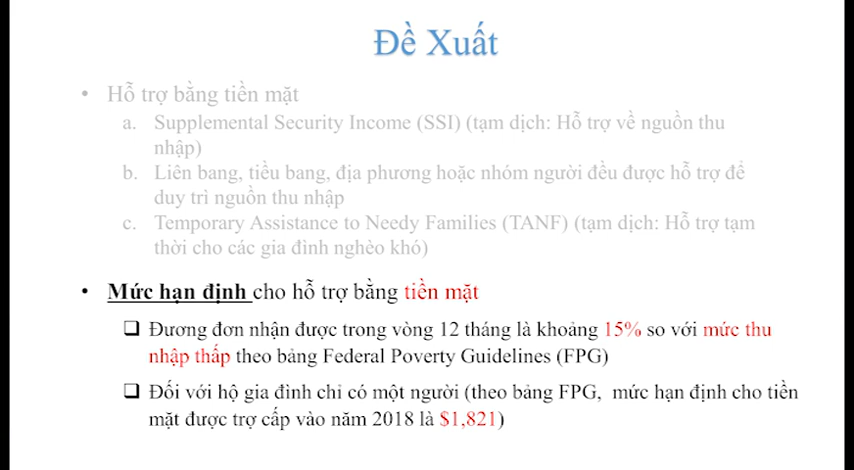 Đề Xuất
• Hỗ trợ bằng tiền mặt
a. Supplemental Security Income (SSI) (tạm dịch: Hỗ trợ về nguồn thu
nhập)
b. Liên bang, tiểu bang, địa phương hoặc nhóm người đều được hỗ trợ để
duy trì nguồn thu nhập
c. Temporary Assistance to Needy Families (TANF) (tạm dịch: Hỗ trợ tạm
thời cho các gia đình nghèo khó)
• Mức hạn định cho hỗ trợ bằng tiền mặt
❑ Đương đơn nhận được trong vòng 12 tháng là khoảng 15% so với mức thu
nhập thấp theo bảng Federal Poverty Guidelines (FPG)
❑ Đối với hộ gia đình chỉ có một người (theo bảng FPG, mức hạn định cho tiền
mặt được trợ cấp vào năm 2018 là $1,821)